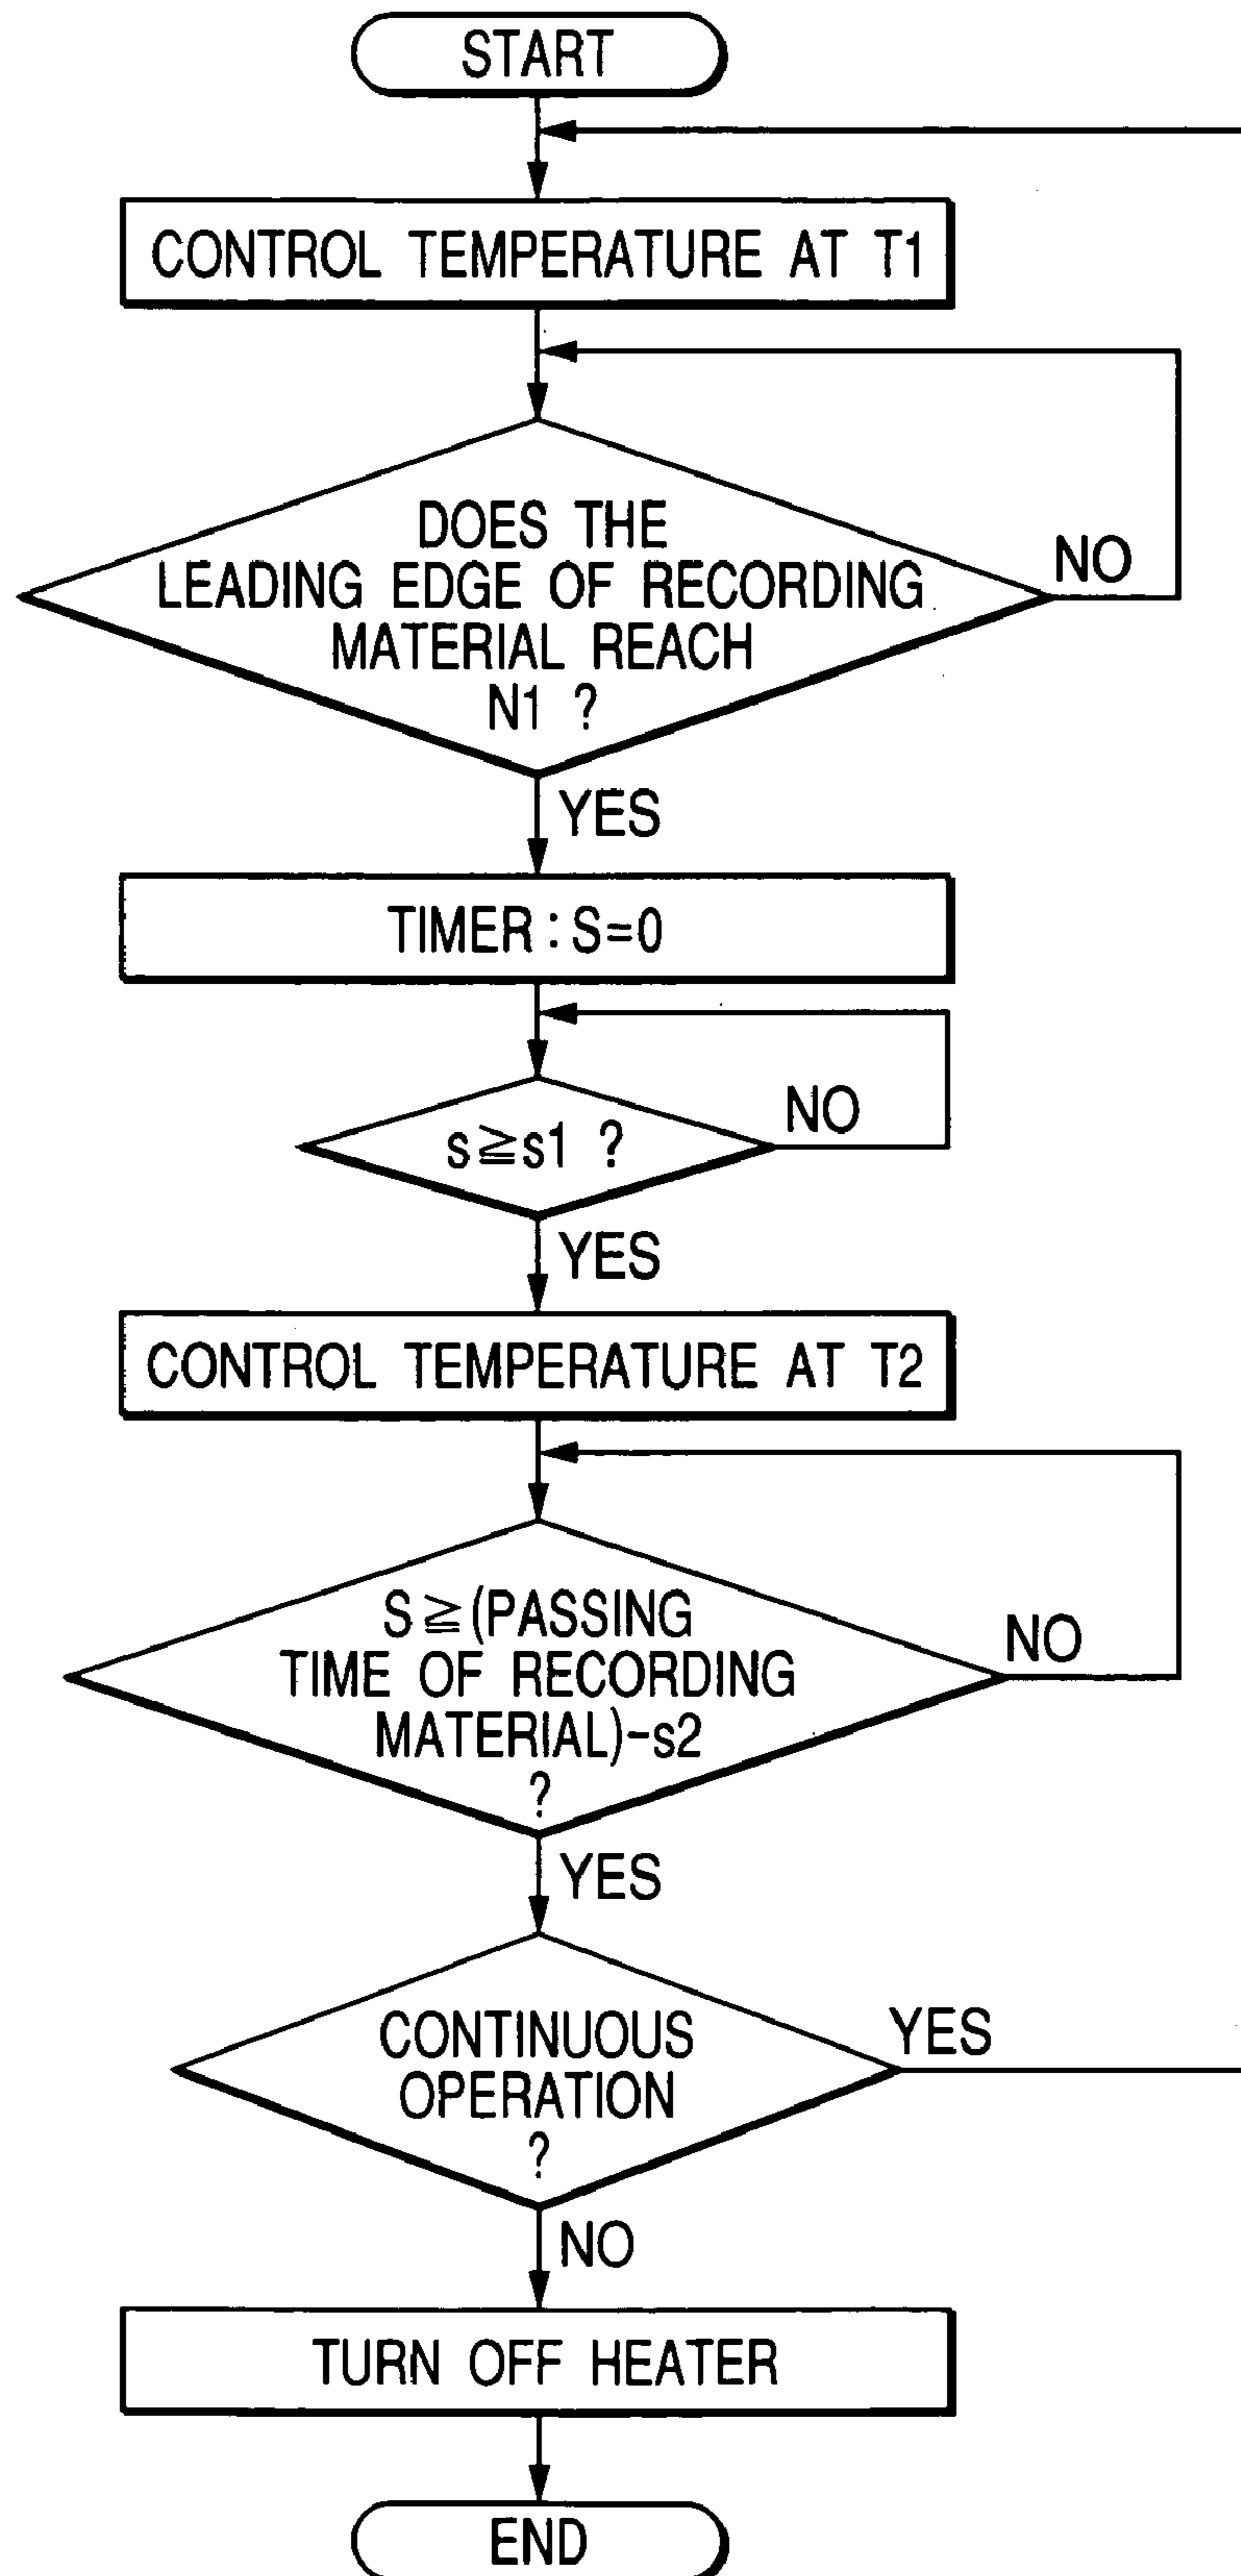 START
CONTROL TEMPERATURE AT T1
DOES THE
LEADING EDGE OF RECORDING
MATERIAL REACH
N1 ?
NO
YES
TIMER : S=0
s≧s1 ?
NO
YES
CONTROL TEMPERATURE AT T2
S≧(PASSING
TIME OF RECORDING
MATERIAL)-s2
?
NO
YES
CONTINUOUS
OPERATION
?
YES
NO
TURN OFF HEATER
END